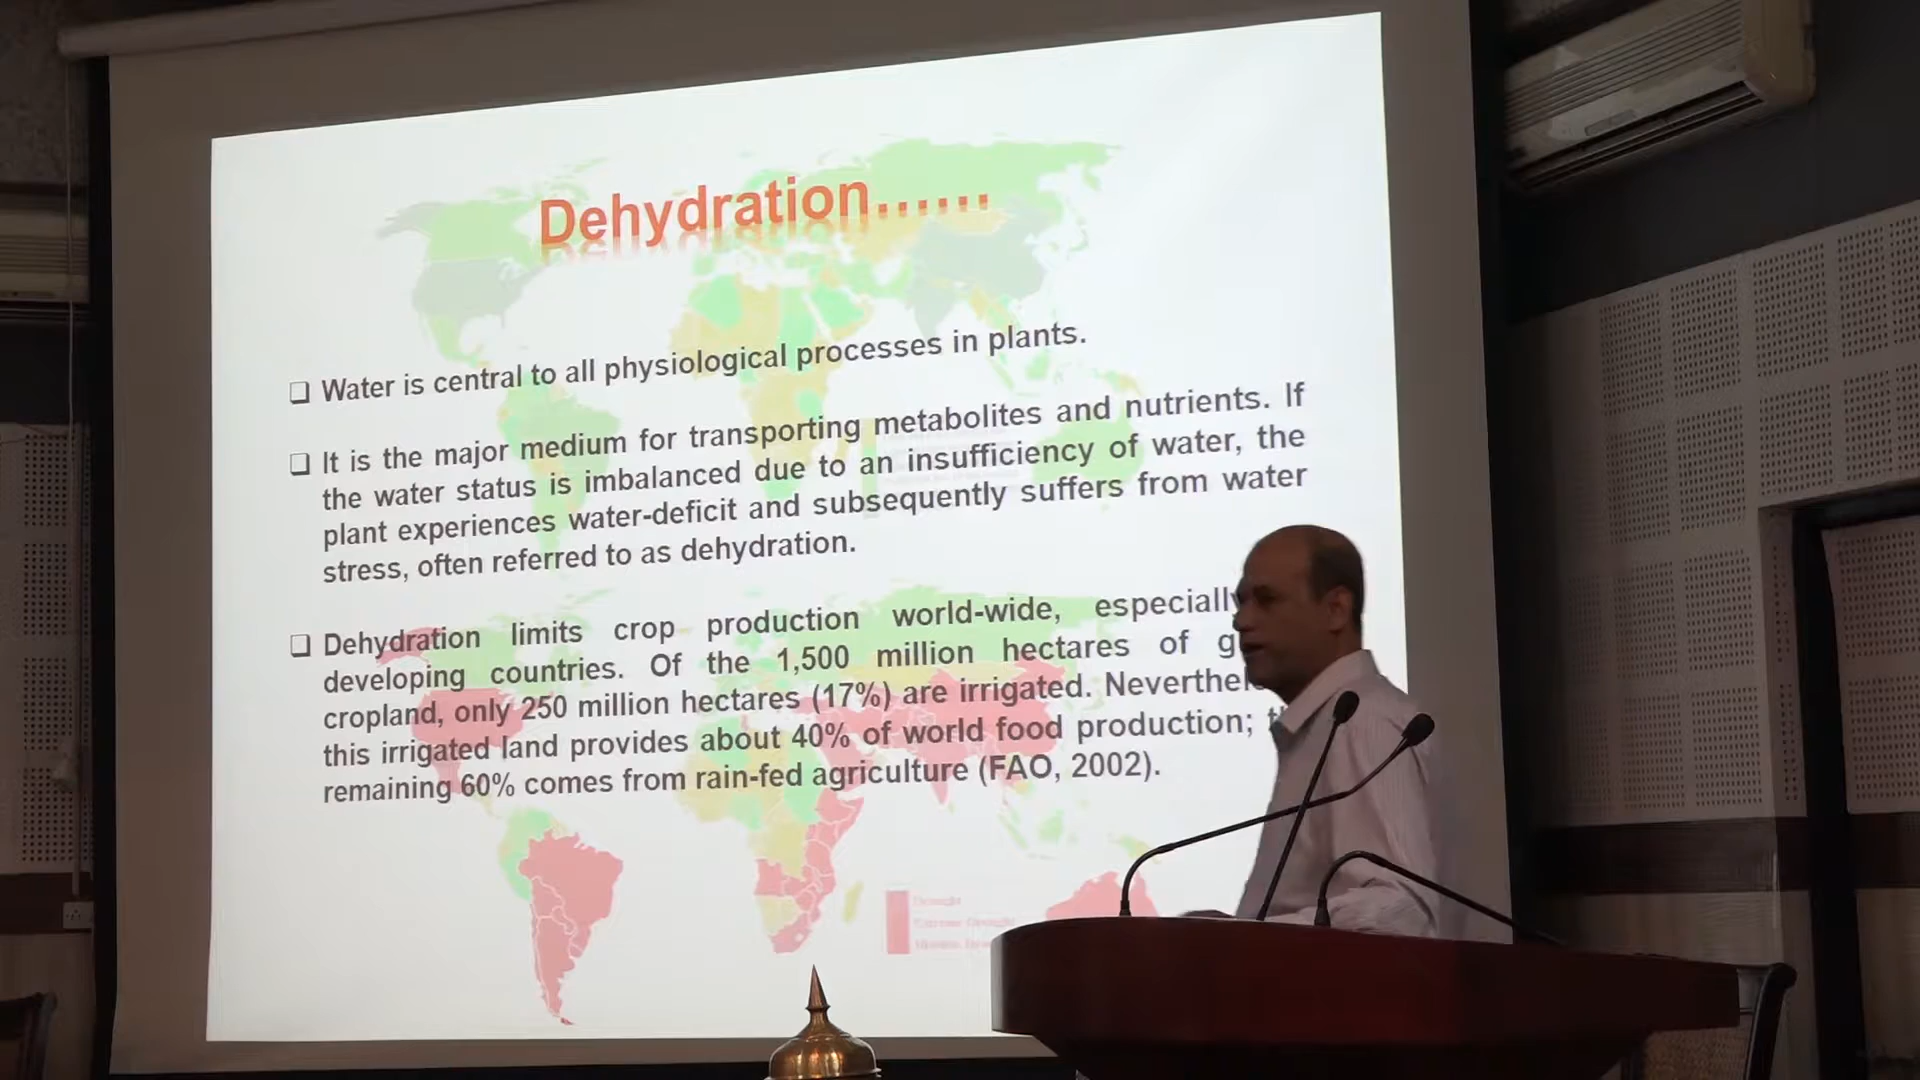 Dehydration......
❑ Water is central to all physiological processes in plants.
❑ It is the major medium for transporting metabolites and nutrients. If
the water status is imbalanced due to an insufficiency of water, the
plant experiences water-deficit and subsequently suffers from water
stress, often referred to as dehydration.
❑ Dehydration limits crop production world-wide, especially
developing countries. Of the 1,500 million hectares of
cropland, only 250 million hectares (17%) are irrigated.
this irrigated land provides about 40% of world food production;
remaining 60% comes from rain-fed agriculture (FAO, 2002).
Drought